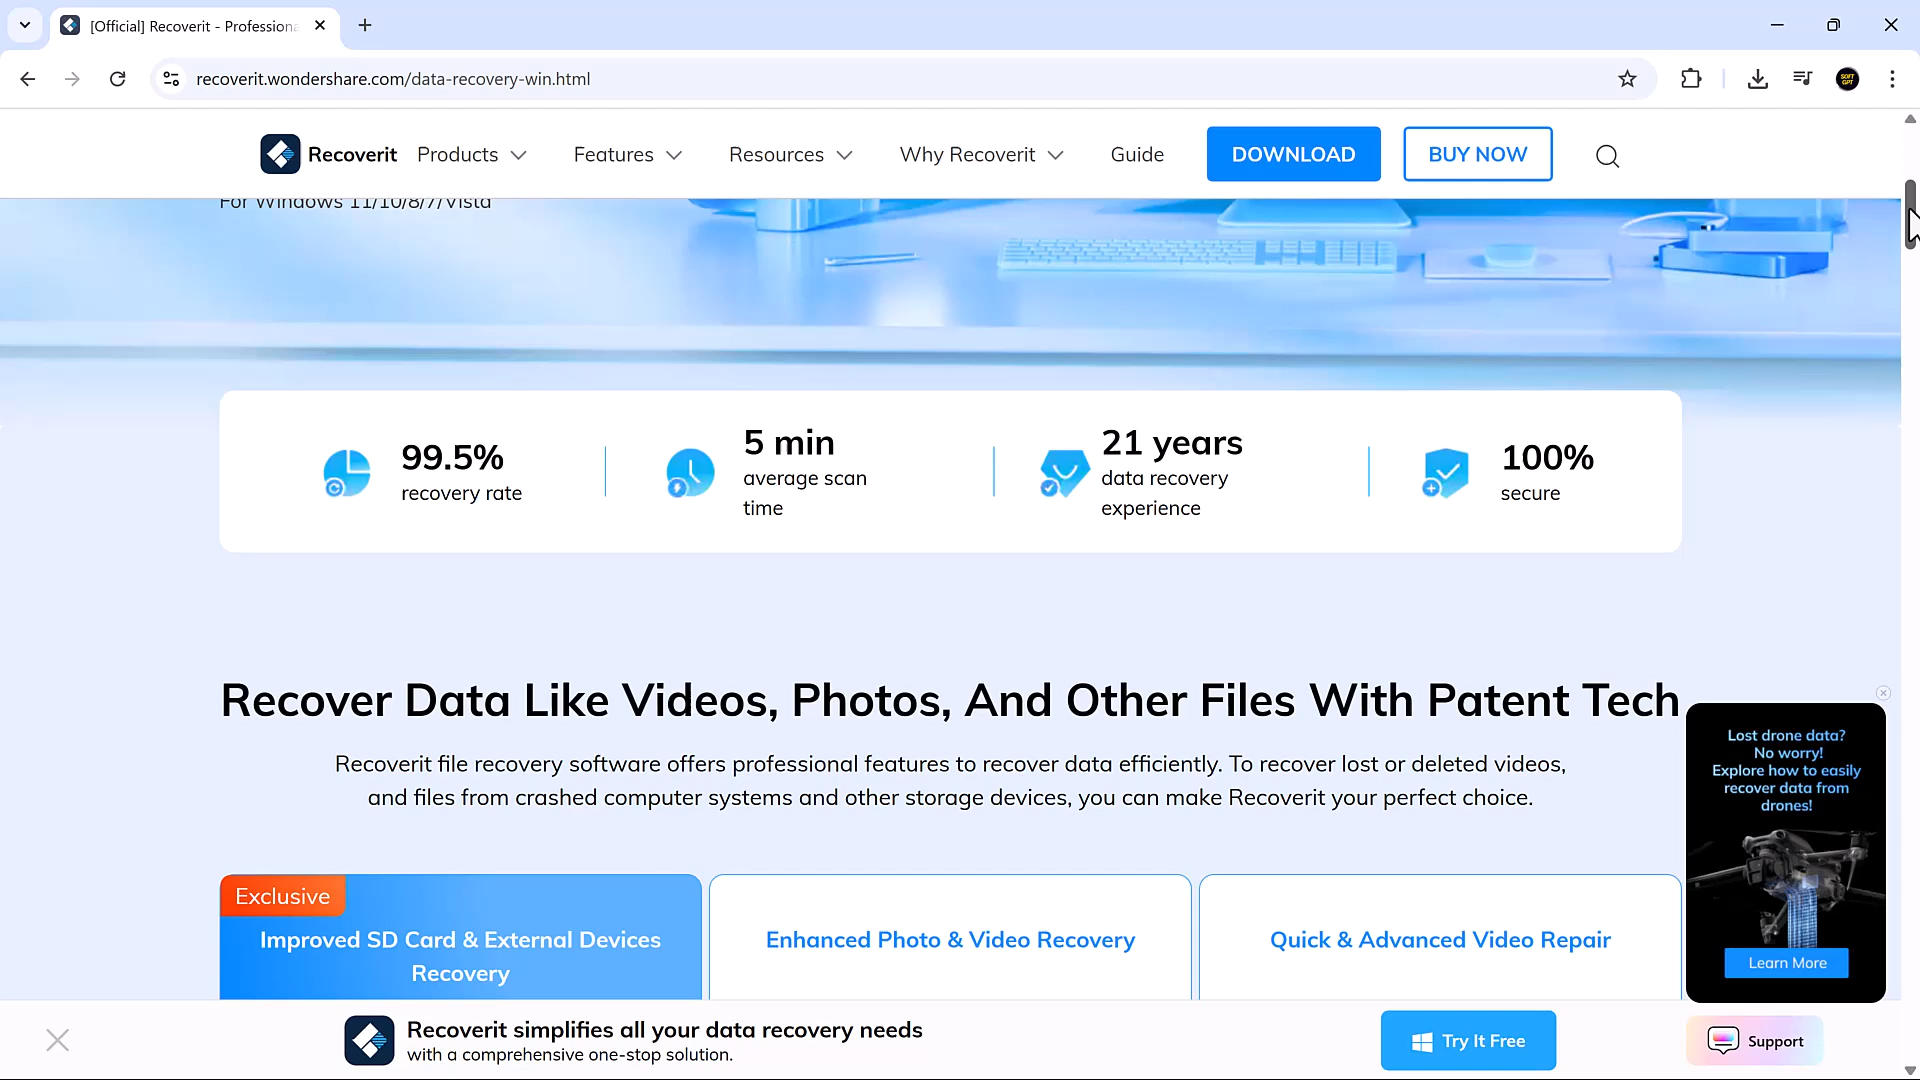 [Official] Recoverit - Professiona
recoverit.wondershare.com/data-recovery-win.html
SOFT GPT
Recoverit Products Features Resources Why Recoverit Guide DOWNLOAD BUY NOW
For Windows 11/10/8/7/Vista
99.5%
recovery rate
5 min
average scan
time
21 years
data recovery
experience
100%
secure
Recover Data Like Videos, Photos, And Other Files With Patent Tech
Recoverit file recovery software offers professional features to recover data efficiently. To recover lost or deleted videos,
and files from crashed computer systems and other storage devices, you can make Recoverit your perfect choice.
Lost drone data?
No worry!
Explore how to easily
recover data from
drones!
Learn More
Exclusive
Improved SD Card & External Devices
Recovery
Enhanced Photo & Video Recovery
Quick & Advanced Video Repair
Recoverit simplifies all your data recovery needs
with a comprehensive one-stop solution.
Try It Free
Support